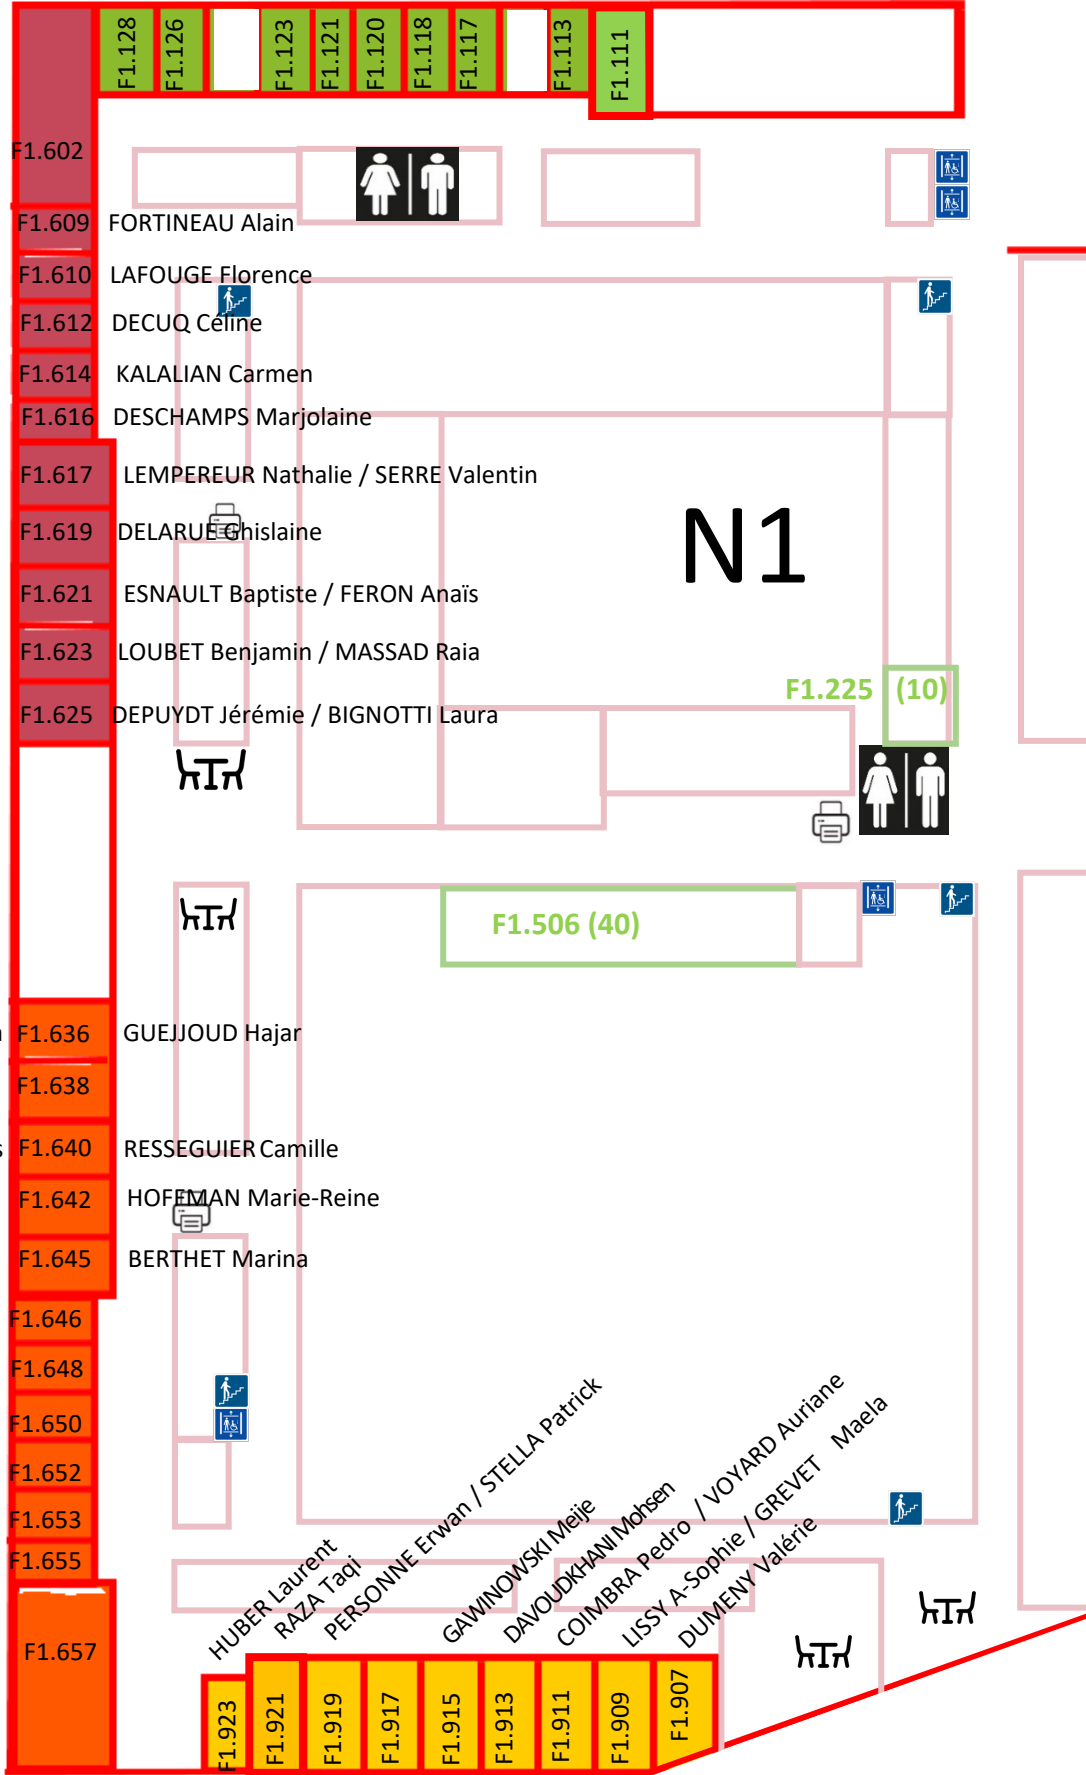 F1.128
F1.126
F1.123
F1.121
F1.120
F1.118
F1.117
F1.113
F1.111
F1.602
F1.609 FORTINEAU Alain
F1.610 LAFOUGE Florence
F1.612 DECUQ Céline
F1.614 KALALIAN Carmen
F1.616 DESCHAMPS Marjolaine
F1.617 LEMPEREUR Nathalie / SERRE Valentin
F1.619 DELARUE Ghislaine
N1
F1.621 ESNAULT Baptiste / FERON Anaïs
F1.623 LOUBET Benjamin / MASSAD Raia
F1.225 (10)
F1.625 DEPUYDT Jérémie / BIGNOTTI Laura
F1.506 (40)
F1.636 GUEJJOUD Hajar
F1.638
F1.640 RESSEGUIER Camille
F1.642 HOFFMAN Marie-Reine
F1.645 BERTHET Marina
F1.646
F1.648
F1.650
F1.652
F1.653
F1.655
F1.657
HUBER Laurent
RAZA Taqi
PERSONNE Erwan / STELLA Patrick
GAWINOWSKI Meije
DAVOUDKHANI Mohsen
COIMBRA Pedro / VOYARD Auriane
LISSY A-Sophie / GREVET Maela
DUMENY Valérie
F1.923
F1.921
F1.919
F1.917
F1.915
F1.913
F1.911
F1.909
F1.907